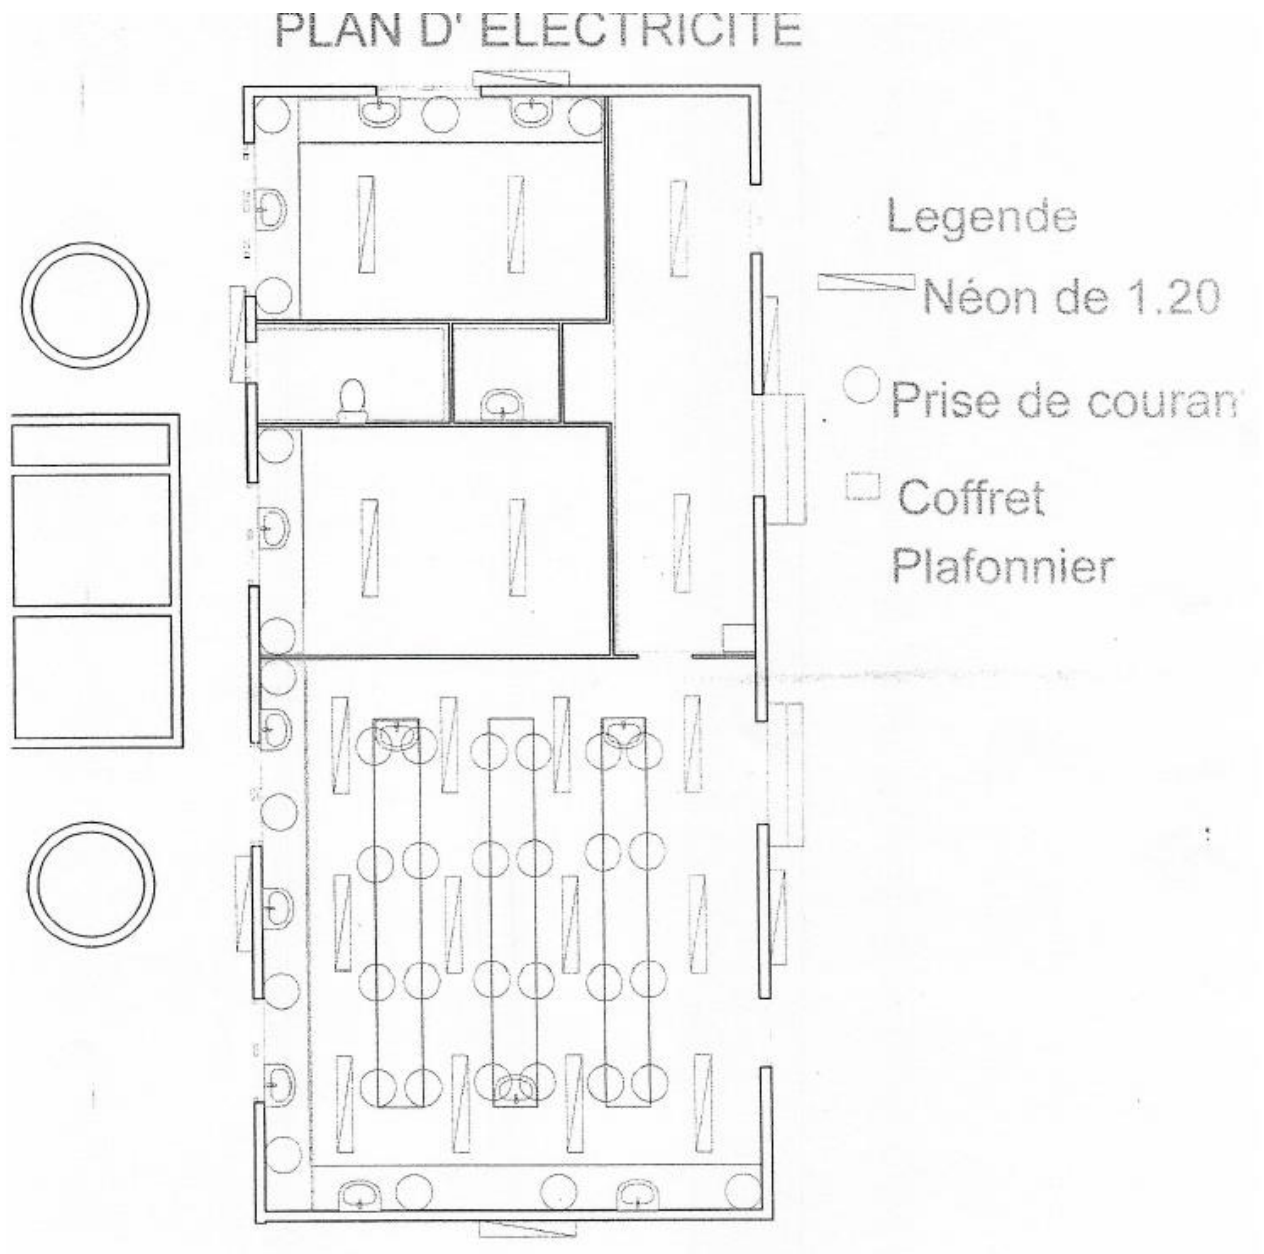 PLAN D' ELECTRICITE
Legende
Néon de 1.20
Prise de couran
Coffret
Plafonnier